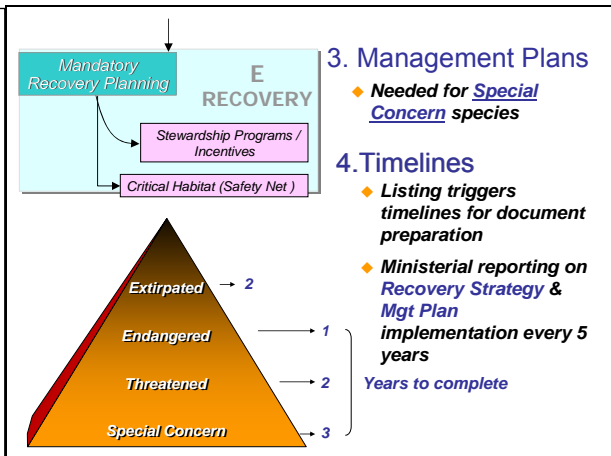 Mandatory
Recovery Planning
E
RECOVERY
Stewardship Programs /
Incentives
Critical Habitat (Safety Net )
3. Management Plans
◆ Needed for Special
Concern species
4.Timelines
◆ Listing triggers
timelines for document
preparation
◆ Ministerial reporting on
Recovery Strategy &
Mgt Plan
implementation every 5
years
Extirpated 2
Endangered 1
Threatened 2
Special Concern 3
Years to complete